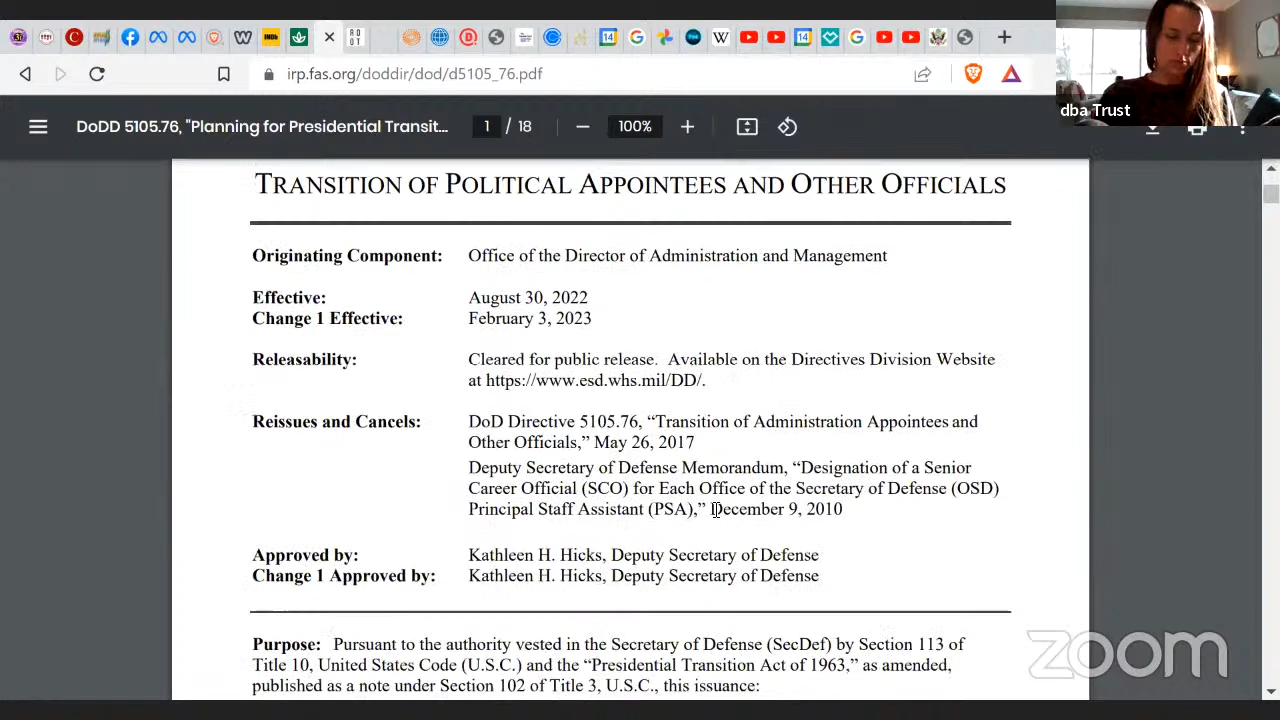 irp.fas.org/doddir/dod/d5105_76.pdf
dba Trust
DoDD 5105.76, "Planning for Presidential Transit...
1 / 18
100%
TRANSITION OF POLITICAL APPOINTEES AND OTHER OFFICIALS
Originating Component: Office of the Director of Administration and Management
Effective: August 30, 2022
Change 1 Effective: February 3, 2023
Releasability: Cleared for public release. Available on the Directives Division Website
at https://www.esd.whs.mil/DD/.
Reissues and Cancels: DoD Directive 5105.76, “Transition of Administration Appointees and
Other Officials,” May 26, 2017
Deputy Secretary of Defense Memorandum, “Designation of a Senior
Career Official (SCO) for Each Office of the Secretary of Defense (OSD)
Principal Staff Assistant (PSA),” December 9, 2010
Approved by: Kathleen H. Hicks, Deputy Secretary of Defense
Change 1 Approved by: Kathleen H. Hicks, Deputy Secretary of Defense
Purpose: Pursuant to the authority vested in the Secretary of Defense (SecDef) by Section 113 of
Title 10, United States Code (U.S.C.) and the “Presidential Transition Act of 1963,” as amended,
published as a note under Section 102 of Title 3, U.S.C., this issuance:
zoom